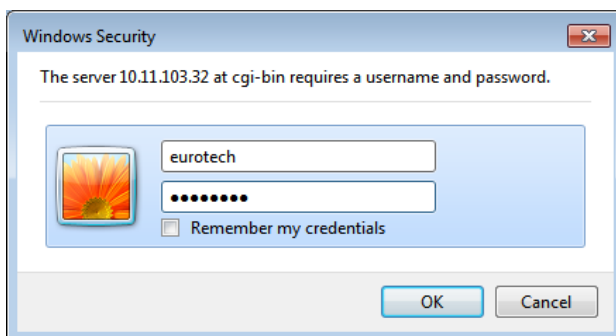 Windows Security
The server 10.11.103.32 at cgi-bin requires a username and password.
eurotech
●●●●●●●●
Remember my credentials
OK
Cancel